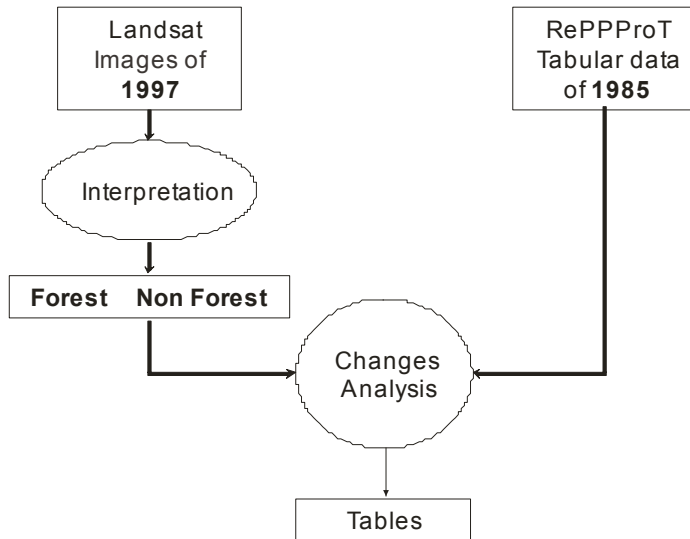 Landsat
Images of
1997
RePPProT
Tabular data
of 1985
Interpretation
Forest Non Forest
Changes
Analysis
Tables